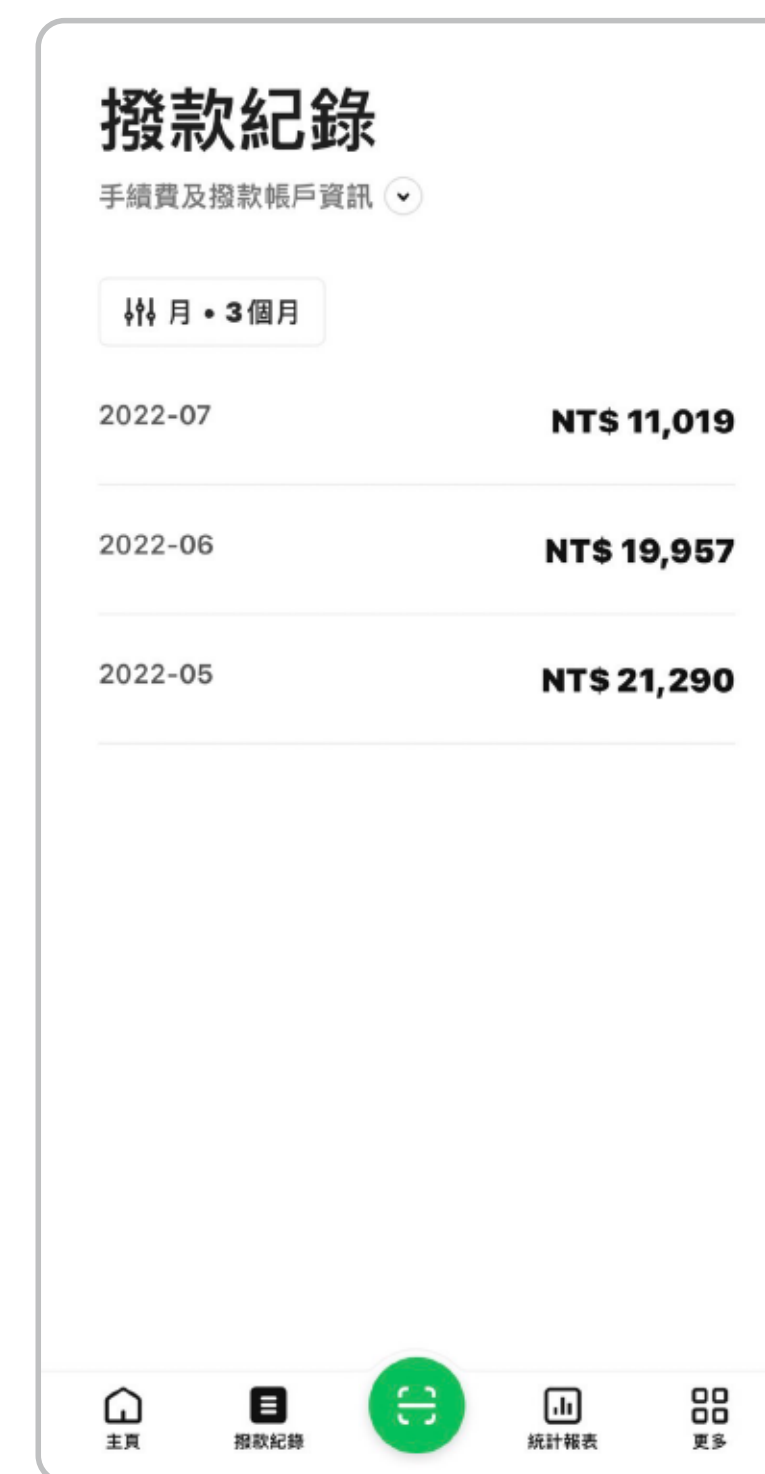 撥款紀錄
手續費及撥款帳戶資訊
月 • 3個月
2022-07 NT$ 11,019
2022-06 NT$ 19,957
2022-05 NT$ 21,290
主頁 撥款紀錄 統計報表 更多